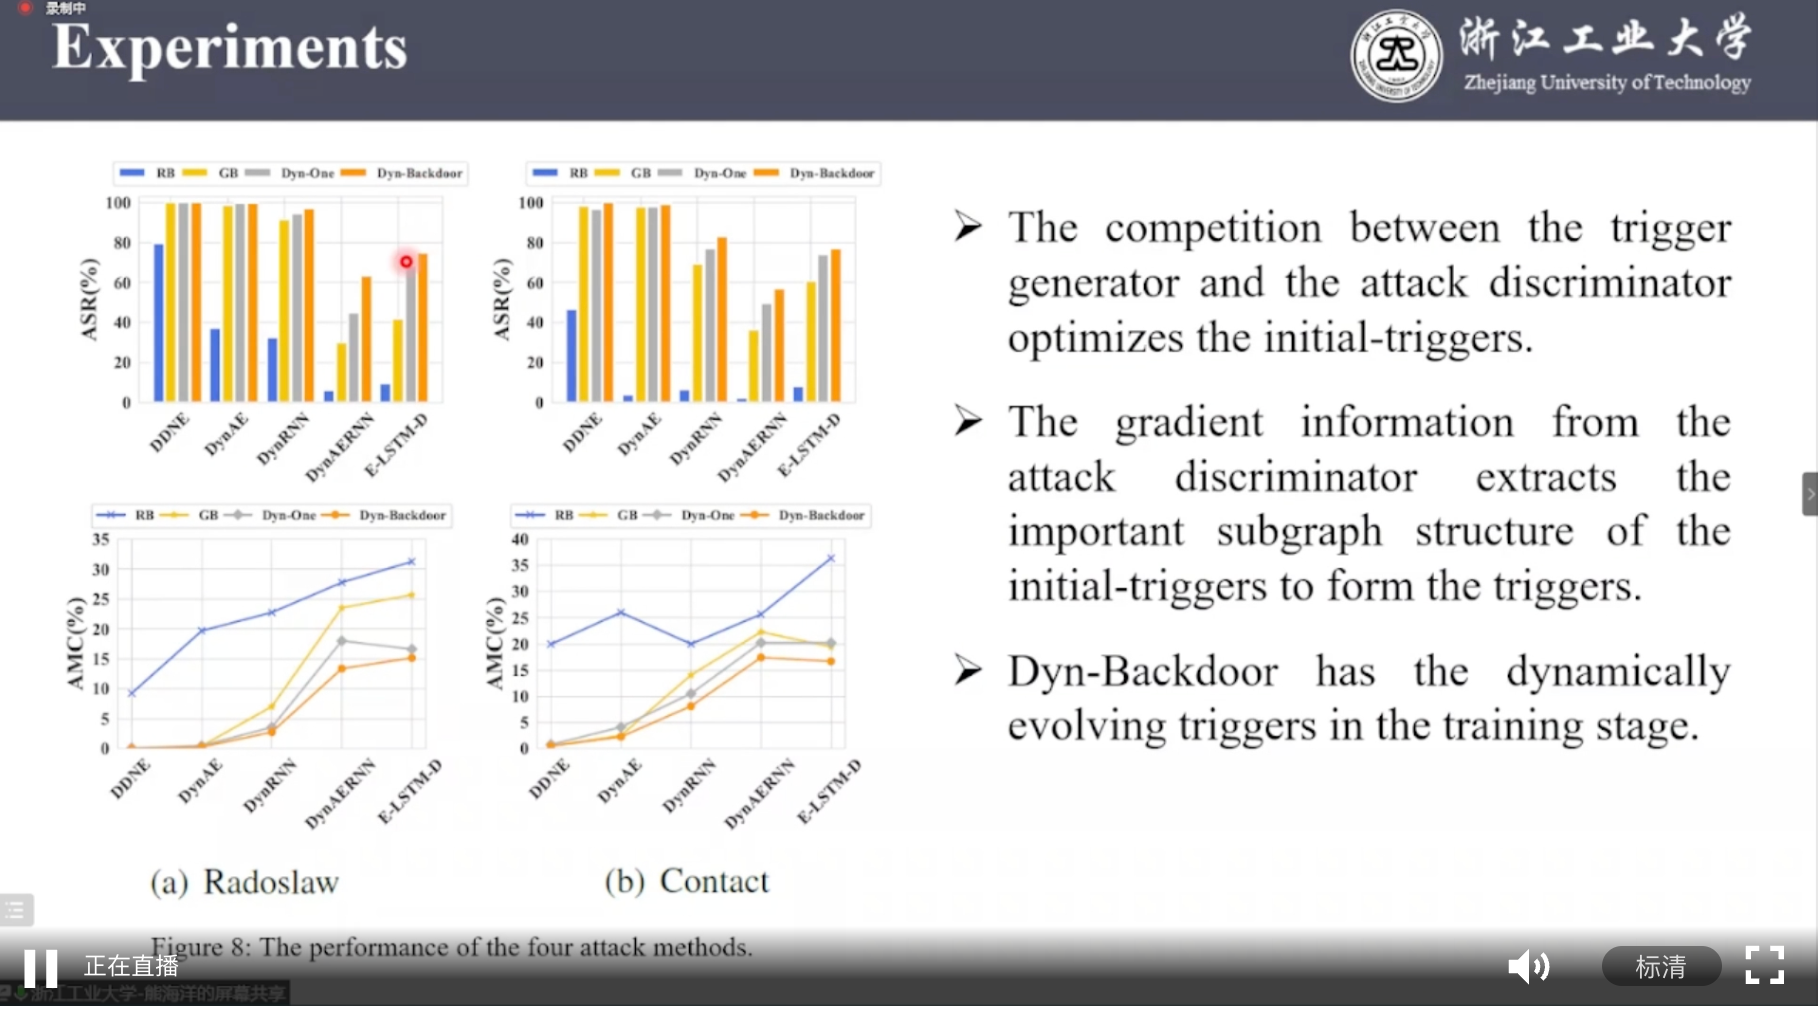 录制中
Experiments
浙江工业大学
Zhejiang University of Technology
RB GB Dyn-One Dyn-Backdoor
100
80
60
40
20
0
ASR(%)
DDNE DynAE DynRNN DynAERNN E-LSTM-D
RB GB Dyn-One Dyn-Backdoor
100
80
60
40
20
0
ASR(%)
DDNE DynAE DynRNN DynAERNN E-LSTM-D
RB GB Dyn-One Dyn-Backdoor
35
30
25
20
15
10
5
0
AMC(%)
DDNE DynAE DynRNN DynAERNN E-LSTM-D
RB GB Dyn-One Dyn-Backdoor
40
35
30
25
20
15
10
5
0
AMC(%)
DDNE DynAE DynRNN DynAERNN E-LSTM-D
(a) Radoslaw
(b) Contact
Figure 8: The performance of the four attack methods.
The competition between the trigger
generator and the attack discriminator
optimizes the initial-triggers.
The gradient information from the
attack discriminator extracts the
important subgraph structure of the
initial-triggers to form the triggers.
Dyn-Backdoor has the dynamically
evolving triggers in the training stage.
正在直播
标清
浙江工业大学-熊海洋的屏幕共享